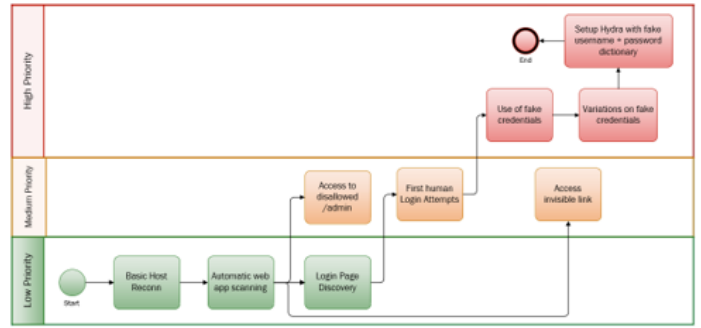 High Priority
Setup Hydra with fake
username + password
dictionary
End
Use of fake
credentials
Variations on fake
credentials
Medium Priority
Access to
disallowed
/admin
First human
Login Attempts
Access
invisible link
Low Priority
Start
Basic Host
Reconn
Automatic web
app scanning
Login Page
Discovery